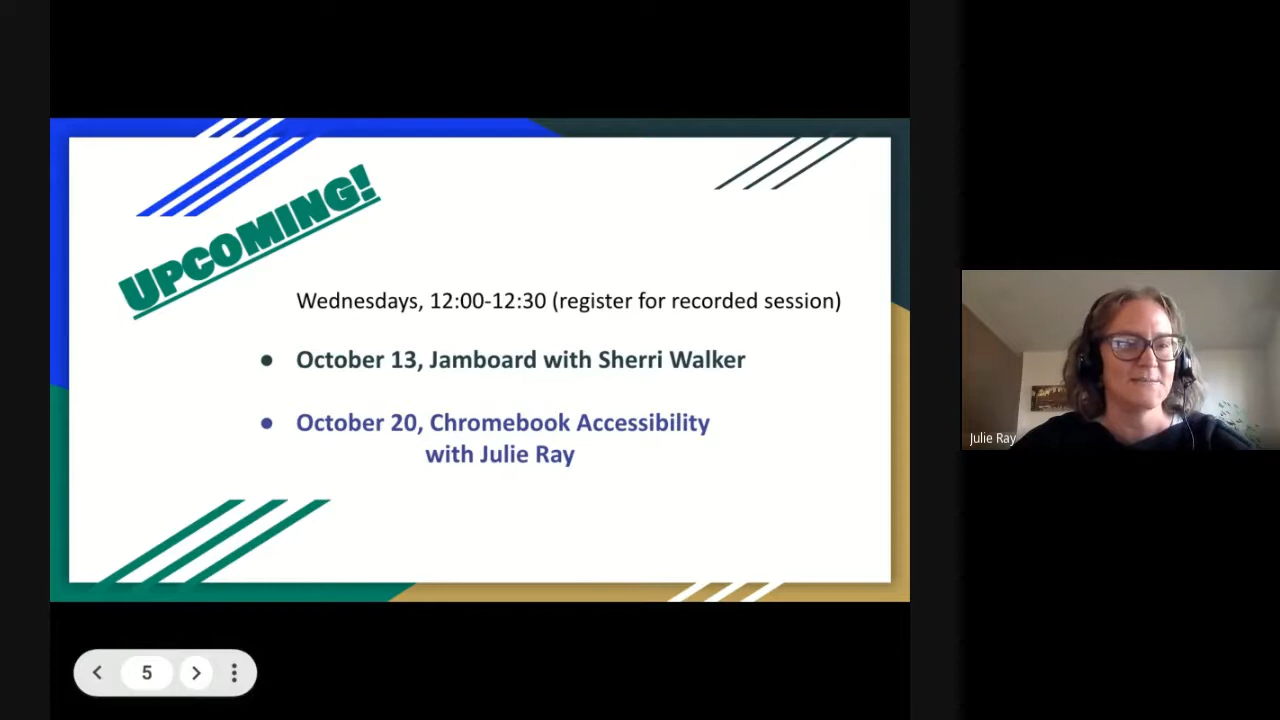 UPCOMING!
Wednesdays, 12:00-12:30 (register for recorded session)
● October 13, Jamboard with Sherri Walker
● October 20, Chromebook Accessibility
with Julie Ray
Julie Ray
5